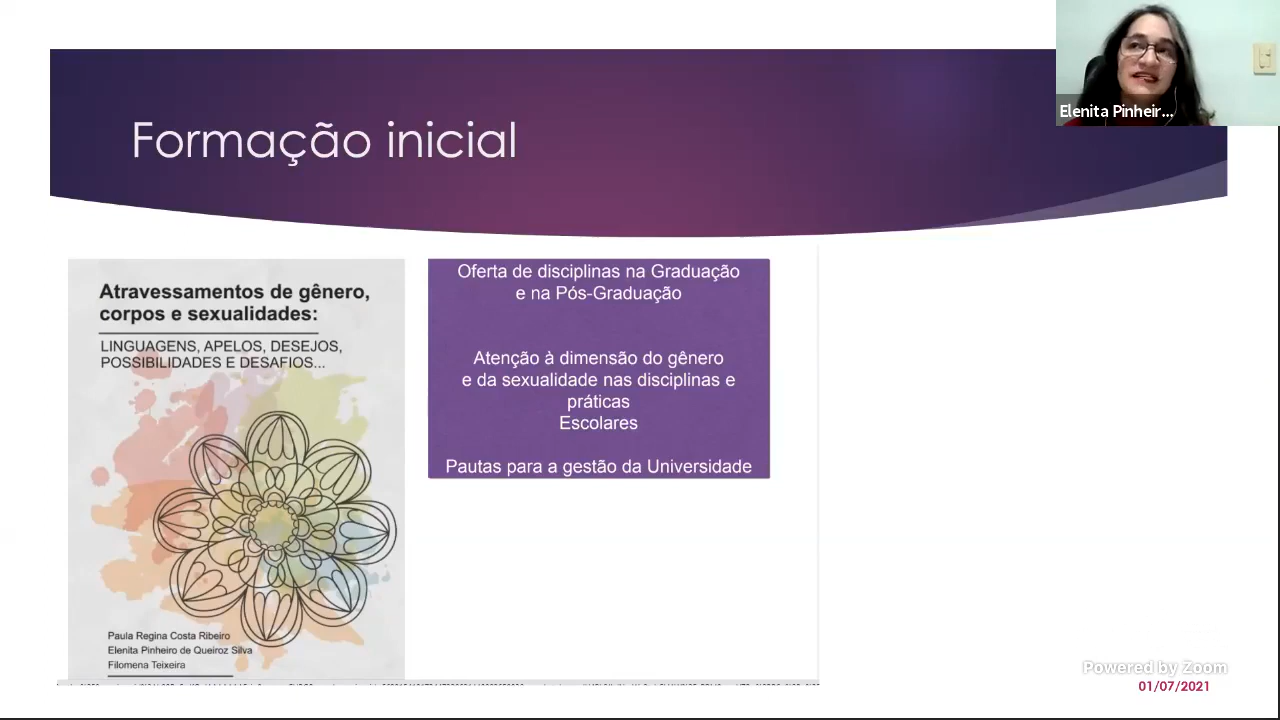 Elenita Pinheir...
Formação inicial
Atravessamentos de gênero,
corpos e sexualidades:
LINGUAGENS, APELOS, DESEJOS,
POSSIBILIDADES E DESAFIOS...
Paula Regina Costa Ribeiro
Elenita Pinheiro de Queiroz Silva
Filomena Teixeira
Oferta de disciplinas na Graduação
e na Pós-Graduação
Atenção à dimensão do gênero
e da sexualidade nas disciplinas e
práticas
Escolares
Pautas para a gestão da Universidade
Powered by Zoom
01/07/2021